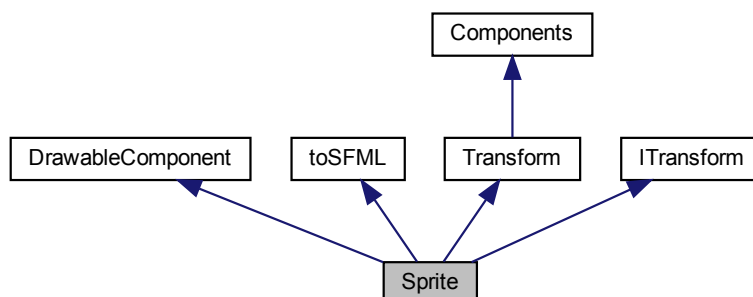 Components
DrawableComponent
toSFML
Transform
ITransform
Sprite